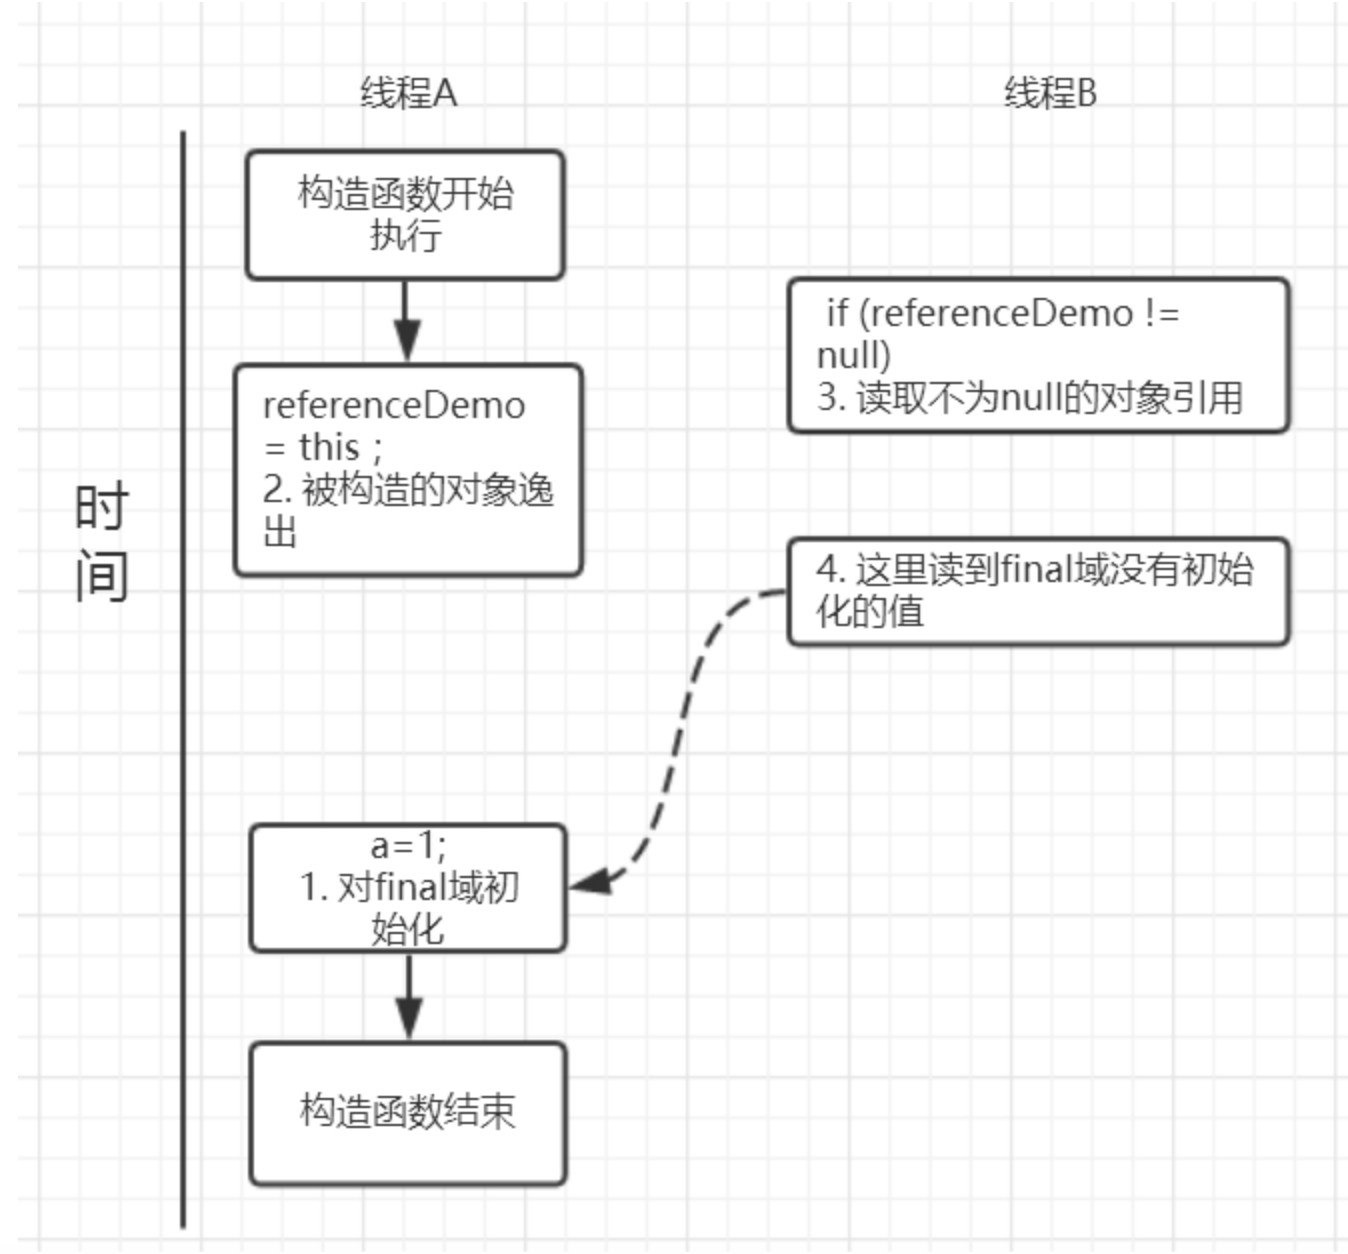 线程A
线程B
构造函数开始
执行
if (referenceDemo !=
null)
3. 读取不为null的对象引用
referenceDemo
= this ;
2. 被构造的对象逸
出
时
间
4. 这里读到final域没有初始
化的值
a=1;
1. 对final域初
始化
构造函数结束